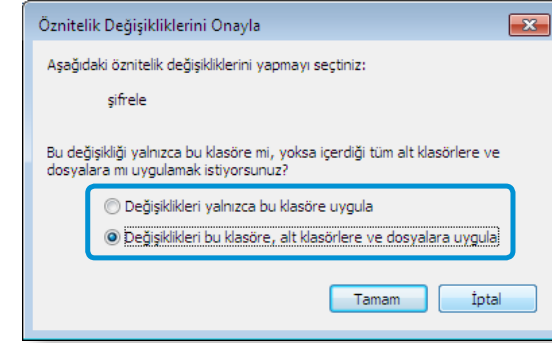 Öznitelik Değişikliklerini Onayla
Aşağıdaki öznitelik değişikliklerini yapmayı seçtiniz:
şifrele
Bu değişikliği yalnızca bu klasöre mi, yoksa içerdiği tüm alt klasörlere ve
dosyalara mı uygulamak istiyorsunuz?
Değişiklikleri yalnızca bu klasöre uygula
Değişiklikleri bu klasöre, alt klasörlere ve dosyalara uygula
Tamam
İptal